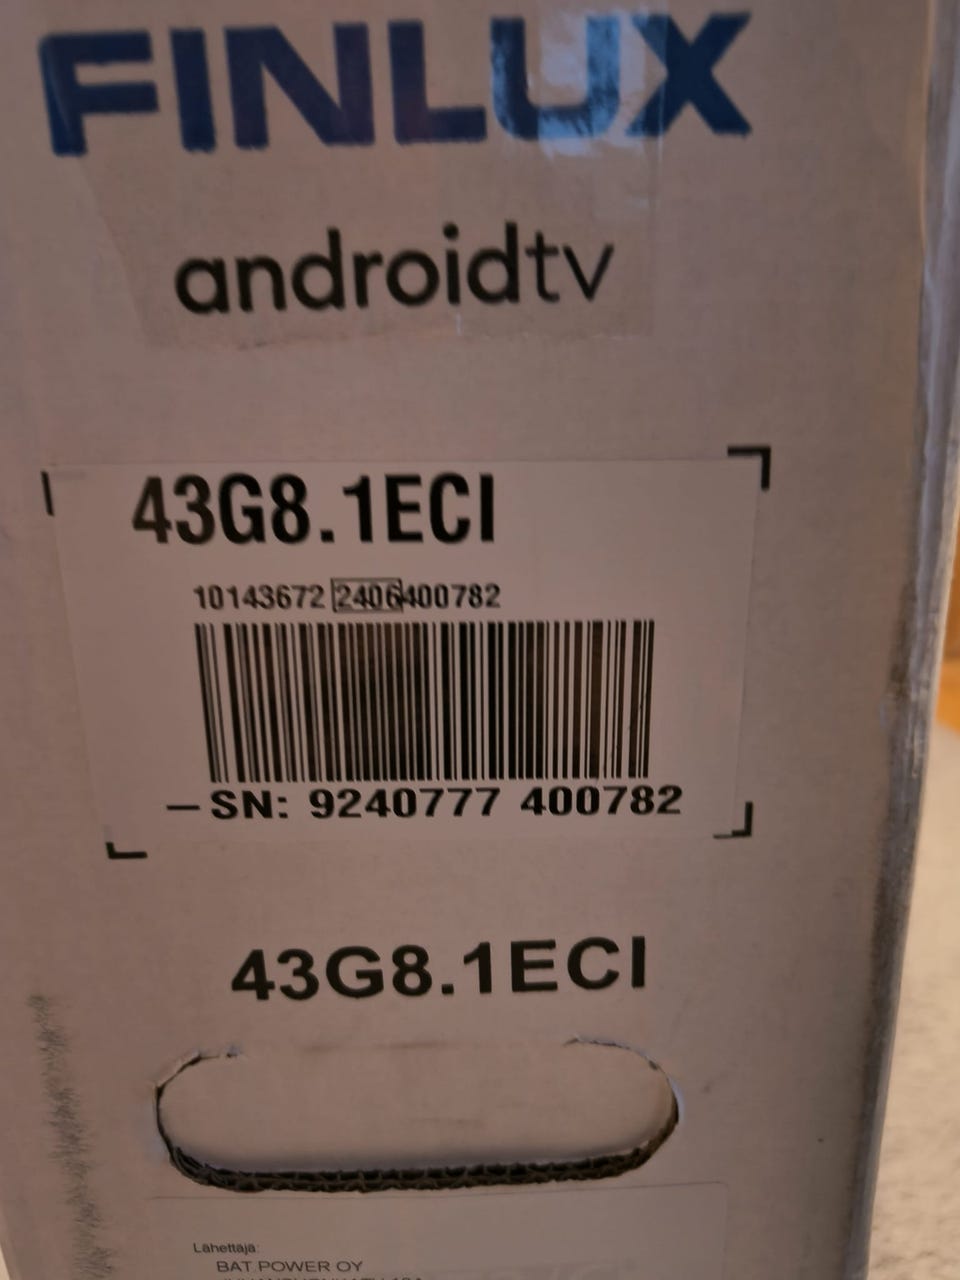 FINLUX
androidtv
43G8.1ECI
10143672 2406400782
SN: 9240777 400782
43G8.1ECI
Lähettäjä:
BAT.POWER OY